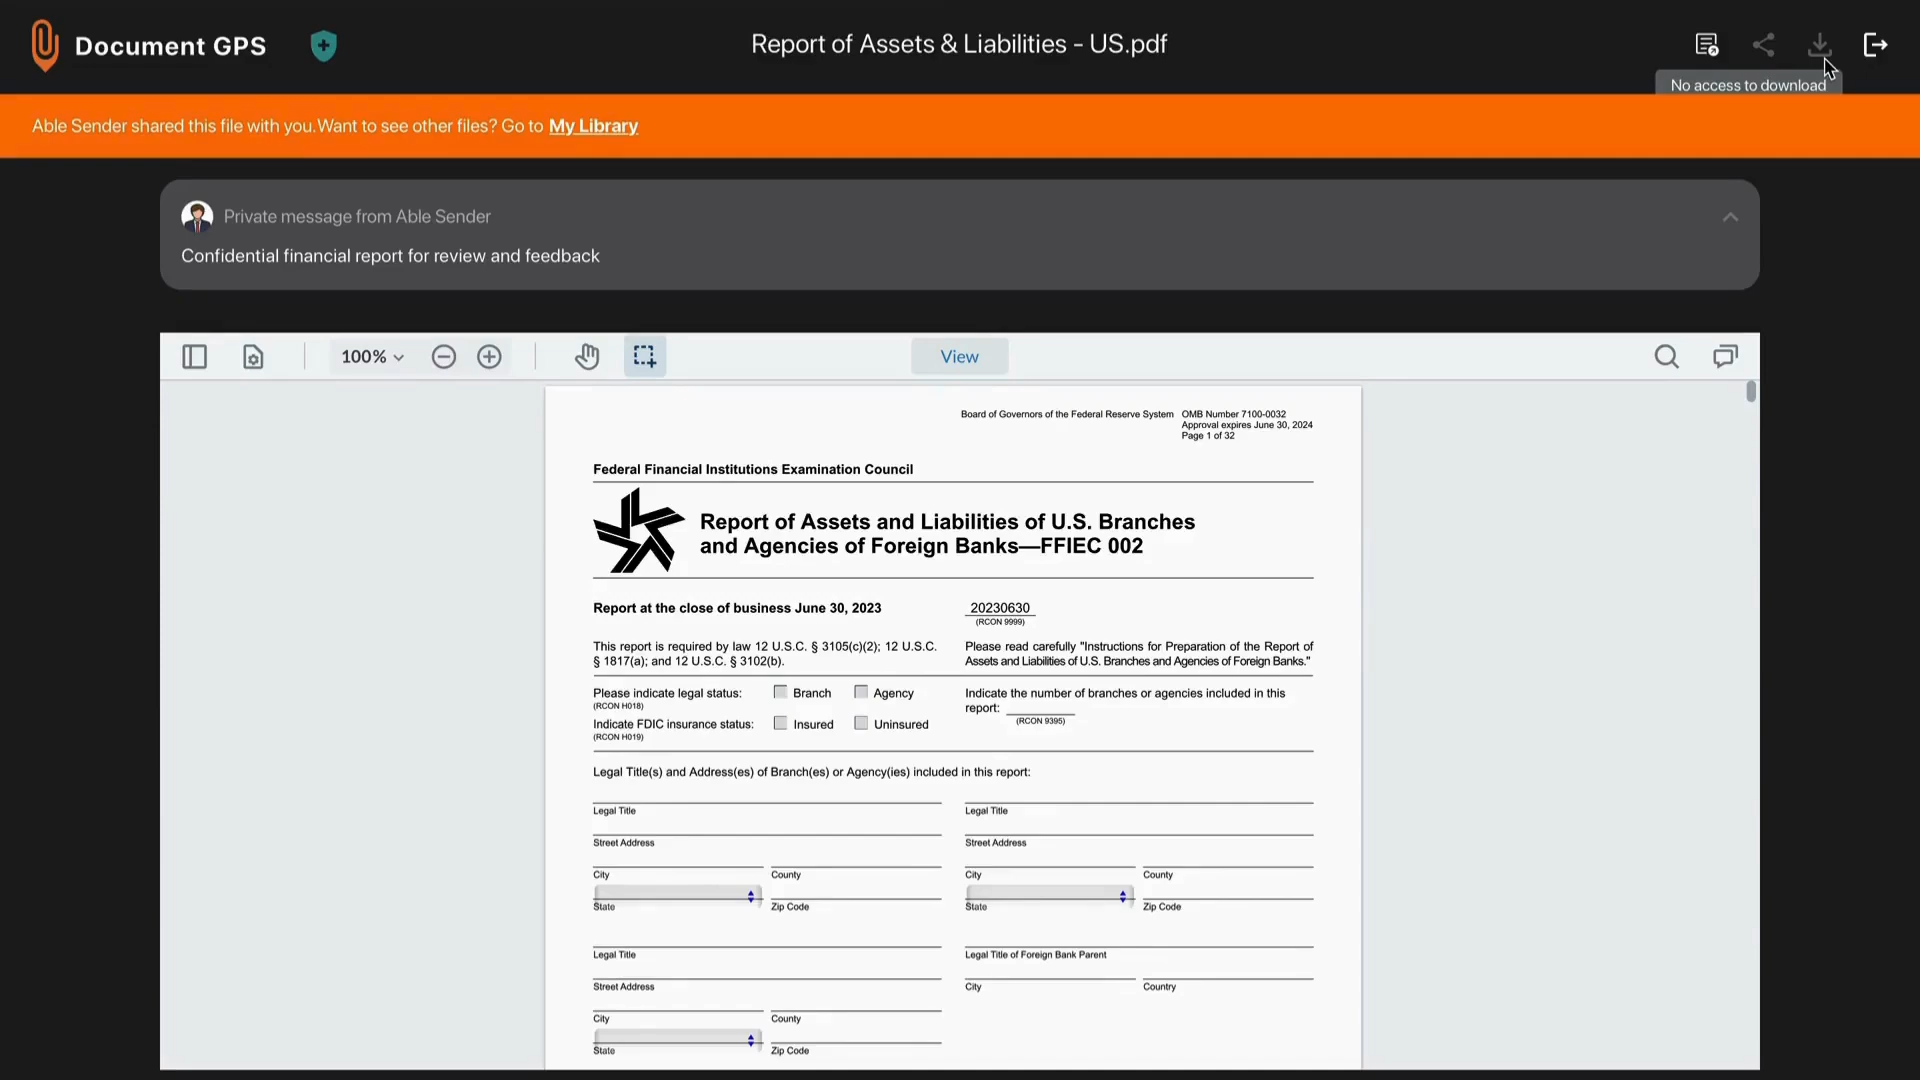 Document GPS
Report of Assets & Liabilities - US.pdf
No access to download
Able Sender shared this file with you.Want to see other files? Go to My Library
Private message from Able Sender
Confidential financial report for review and feedback
100%
View
Board of Governors of the Federal Reserve System
OMB Number 7100-0032
Approval expires June 30, 2024
Page 1 of 32
Federal Financial Institutions Examination Council
Report of Assets and Liabilities of U.S. Branches
and Agencies of Foreign Banks—FFIEC 002
Report at the close of business June 30, 2023
20230630
(RCON 9999)
This report is required by law 12 U.S.C. § 3105(c)(2); 12 U.S.C.
§ 1817(a); and 12 U.S.C. § 3102(b).
Please read carefully "Instructions for Preparation of the Report of
Assets and Liabilities of U.S. Branches and Agencies of Foreign Banks."
Please indicate legal status: Branch Agency
(RCON H018)
Indicate FDIC insurance status: Insured Uninsured
(RCON H019)
Indicate the number of branches or agencies included in this
report:
(RCON 9395)
Legal Title(s) and Address(es) of Branch(es) or Agency(ies) included in this report:
Legal Title
Legal Title
Street Address
Street Address
City County
City County
State Zip Code
State Zip Code
Legal Title
Legal Title of Foreign Bank Parent
Street Address
City Country
City County
State Zip Code